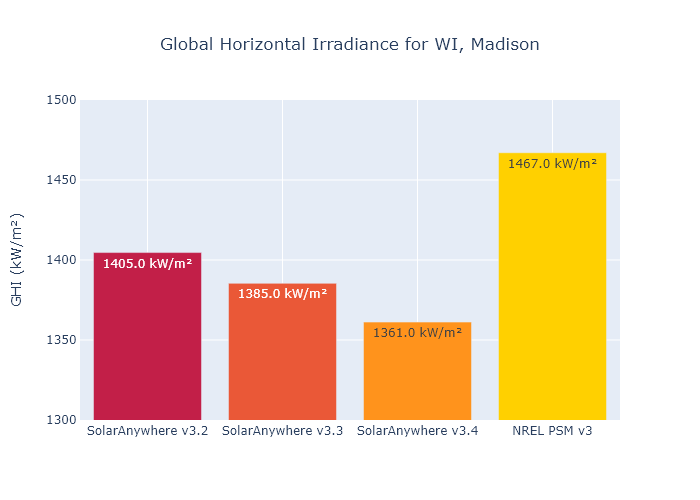 Global Horizontal Irradiance for WI, Madison
1500
1450
1400
1350
1300
GHI (kW/m²)
1405.0 kW/m²
1385.0 kW/m²
1361.0 kW/m²
1467.0 kW/m²
SolarAnywhere v3.2
SolarAnywhere v3.3
SolarAnywhere v3.4
NREL PSM v3